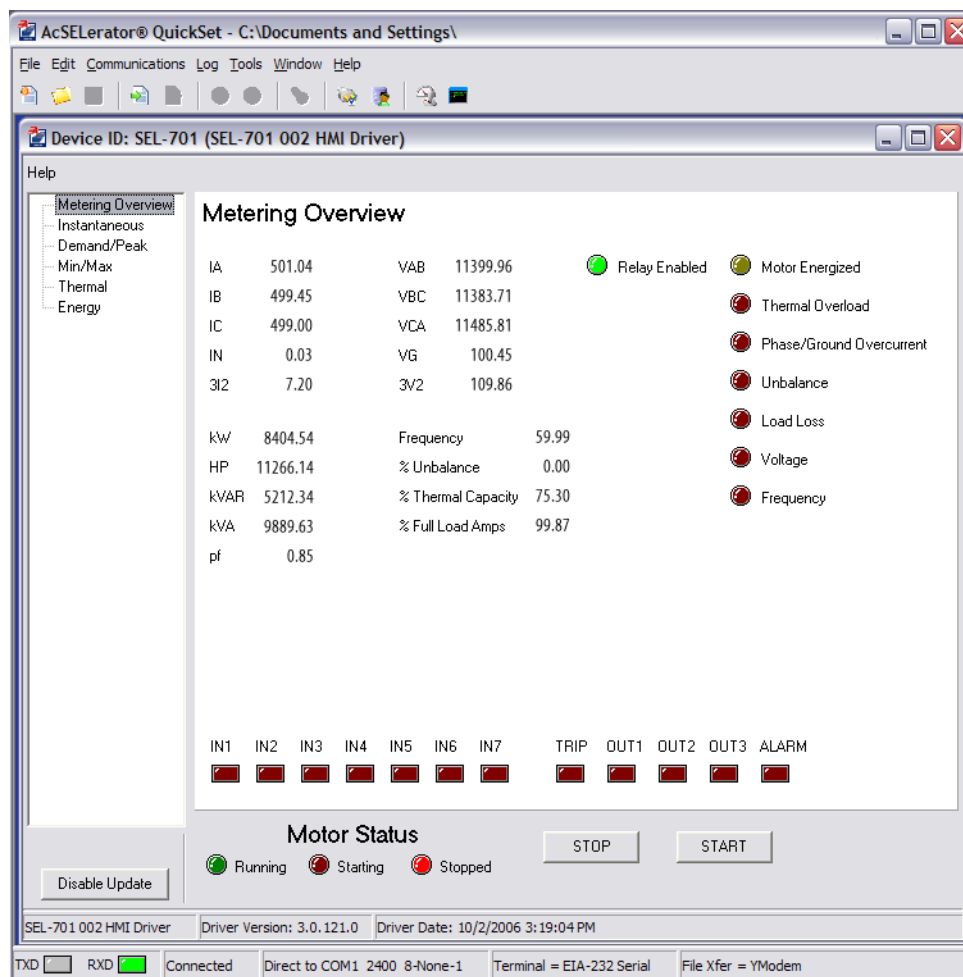 AcSELerator® QuickSet - C:\Documents and Settings\
File Edit Communications Log Tools Window Help
Device ID: SEL-701 (SEL-701 002 HMI Driver)
Help
Metering Overview
Instantaneous
Demand/Peak
Min/Max
Thermal
Energy
Metering Overview
IA 501.04 VAB 11399.96 Relay Enabled Motor Energized
IB 499.45 VBC 11383.71 Thermal Overload
IC 499.00 VCA 11485.81 Phase/Ground Overcurrent
IN 0.03 VG 100.45
3I2 7.20 3V2 109.86 Unbalance
Load Loss
kW 8404.54 Frequency 59.99
HP 11266.14 % Unbalance 0.00 Voltage
kVAR 5212.34 % Thermal Capacity 75.30 Frequency
kVA 9889.63 % Full Load Amps 99.87
pf 0.85
IN1 IN2 IN3 IN4 IN5 IN6 IN7 TRIP OUT1 OUT2 OUT3 ALARM
Motor Status
Running Starting Stopped
STOP START
Disable Update
SEL-701 002 HMI Driver Driver Version: 3.0.121.0 Driver Date: 10/2/2006 3:19:04 PM
TXD RXD Connected Direct to COM1 2400 8-None-1 Terminal = EIA-232 Serial File Xfer = YModem